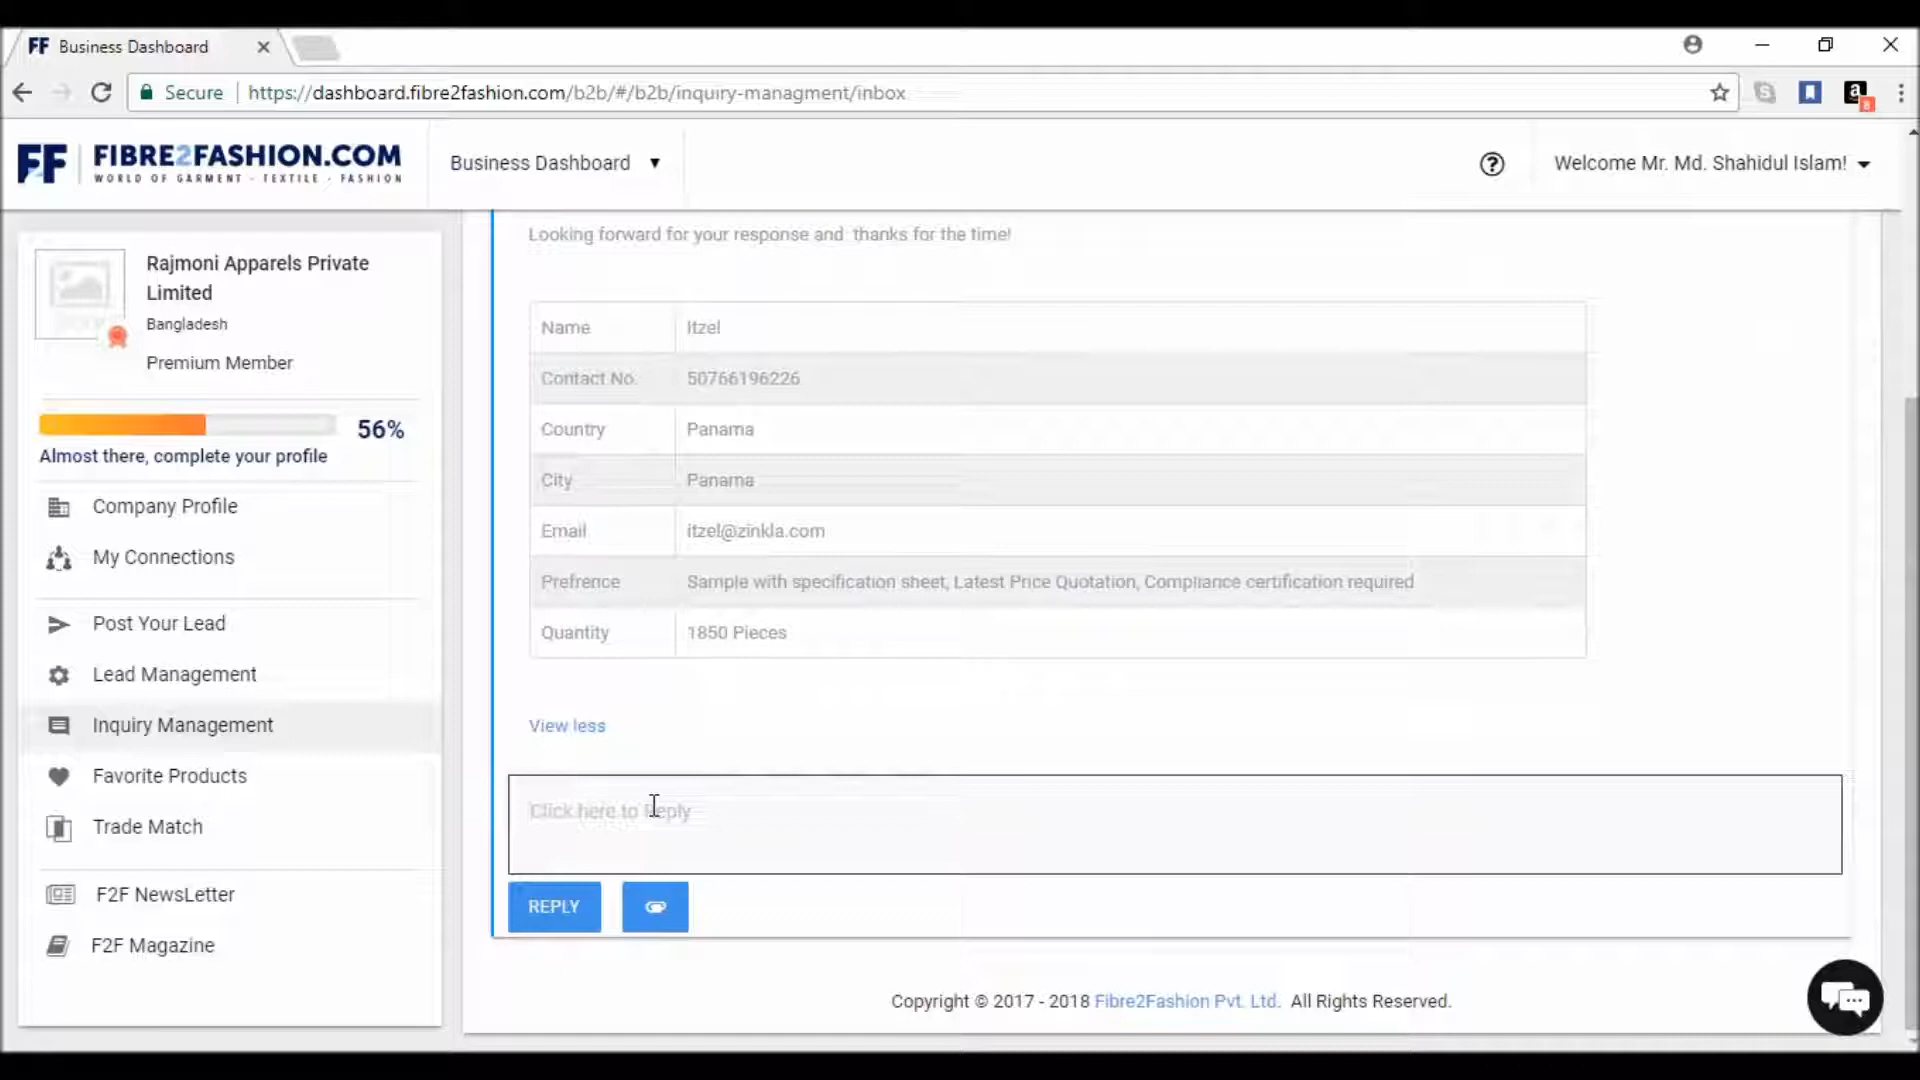 FF Business Dashboard
Secure https://dashboard.fibre2fashion.com/b2b/#/b2b/inquiry-managment/inbox
a
8
FF FIBRE2FASHION.COM
WORLD OF GARMENT - TEXTILE - FASHION
Business Dashboard
?
Welcome Mr. Md. Shahidul Islam!
Rajmoni Apparels Private
Limited
Bangladesh
Premium Member
56%
Almost there, complete your profile
Company Profile
My Connections
Post Your Lead
Lead Management
Inquiry Management
Favorite Products
Trade Match
F2F NewsLetter
F2F Magazine
Looking forward for your response and thanks for the time!
Name Itzel
Contact No. 50766196226
Country Panama
City Panama
Email itzel@zinkla.com
Prefrence Sample with specification sheet, Latest Price Quotation, Compliance certification required
Quantity 1850 Pieces
View less
Click here to Reply
REPLY
Copyright © 2017 - 2018 Fibre2Fashion Pvt. Ltd. All Rights Reserved.